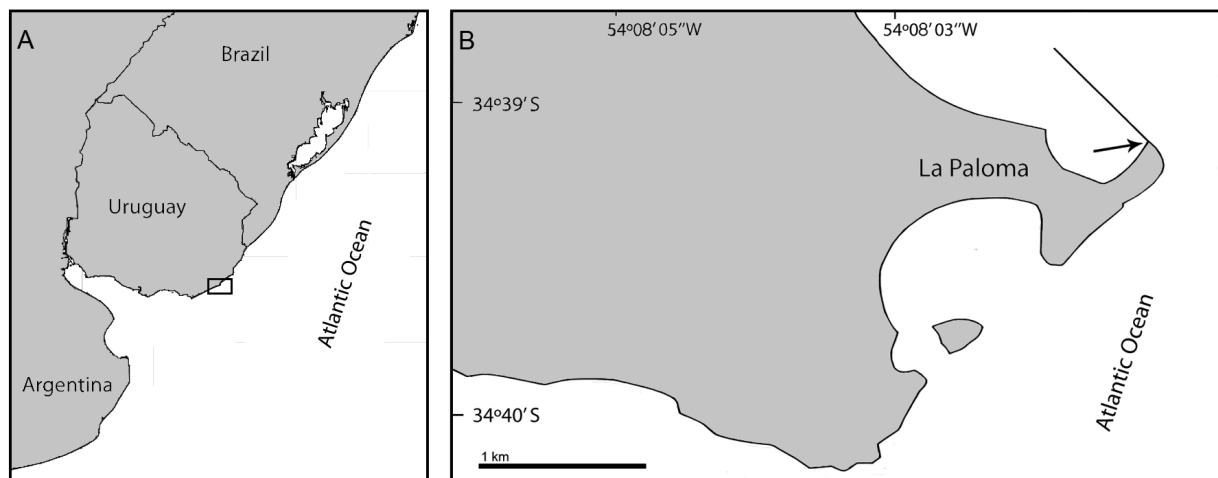 A
Brazil
Uruguay
Argentina
Atlantic Ocean
B
54º08’05’’W
54º08’03’’W
34º39’ S
La Paloma
Atlantic Ocean
34º40’ S
1 km